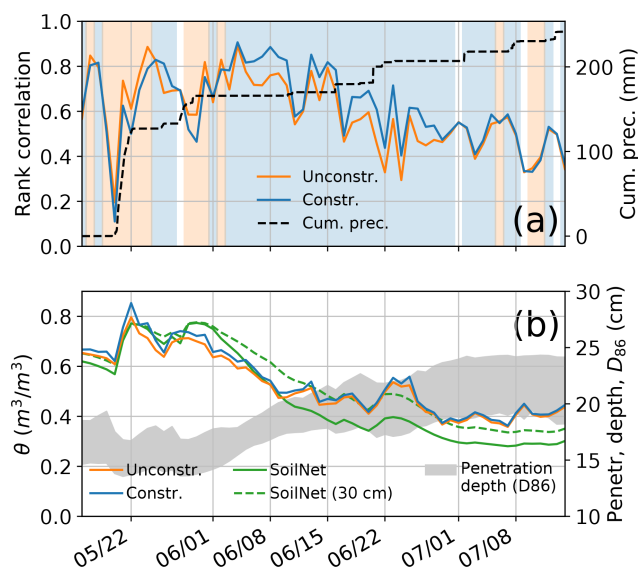 1.0
0.8
0.6
0.4
0.2
0.0
Rank correlation
Unconstr.
Constr.
Cum. prec.
(a)
200
100
0
Cum. prec. (mm)
0.8
0.6
0.4
0.2
0.0
θ (m³/m³)
(b)
Unconstr.
Constr.
SoilNet
SoilNet (30 cm)
Penetration
depth (D86)
30
25
20
15
10
Penetr, depth, D₈₆ (cm)
05/22
06/01
06/08
06/15
06/22
07/01
07/08